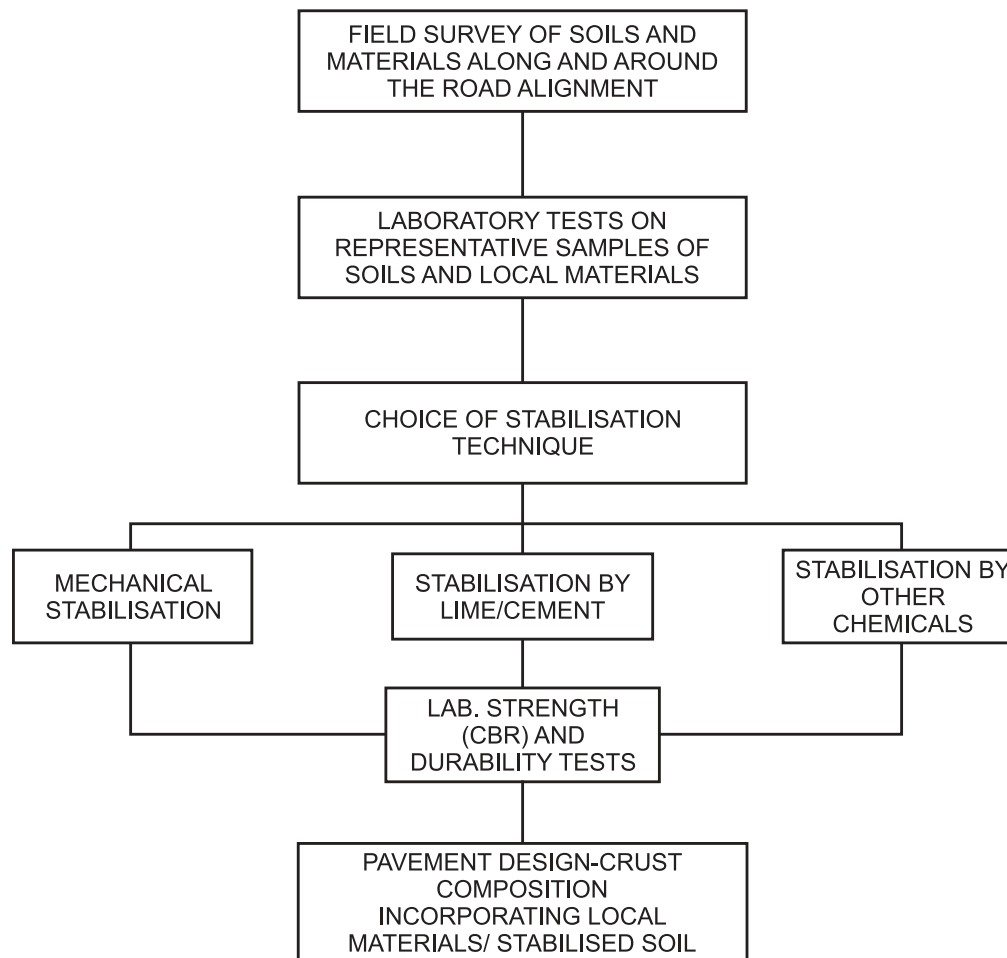 FIELD SURVEY OF SOILS AND
MATERIALS ALONG AND AROUND
THE ROAD ALIGNMENT
LABORATORY TESTS ON
REPRESENTATIVE SAMPLES OF
SOILS AND LOCAL MATERIALS
CHOICE OF STABILISATION
TECHNIQUE
MECHANICAL
STABILISATION
STABILISATION BY
LIME/CEMENT
STABILISATION BY
OTHER
CHEMICALS
LAB. STRENGTH
(CBR) AND
DURABILITY TESTS
PAVEMENT DESIGN-CRUST
COMPOSITION
INCORPORATING LOCAL
MATERIALS/ STABILISED SOIL